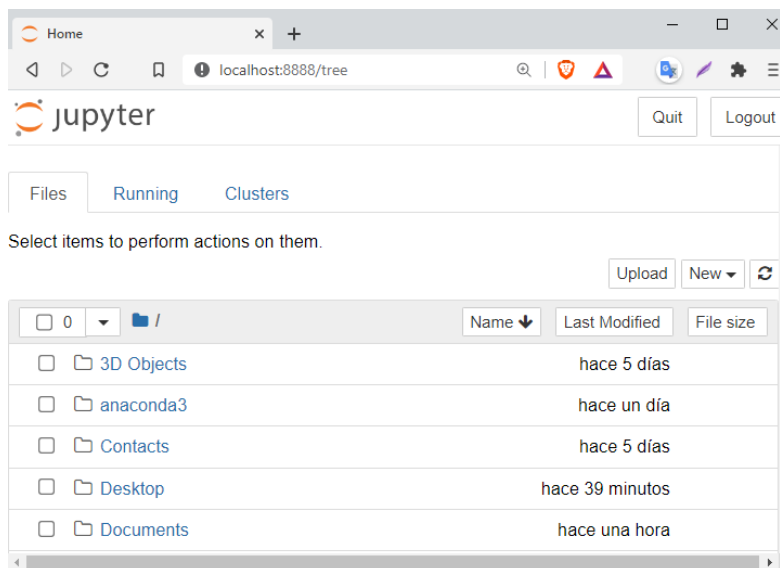 Home
localhost:8888/tree
jupyter
Quit Logout
Files Running Clusters
Select items to perform actions on them.
Upload New
0 / Name Last Modified File size
3D Objects hace 5 días
anaconda3 hace un día
Contacts hace 5 días
Desktop hace 39 minutos
Documents hace una hora